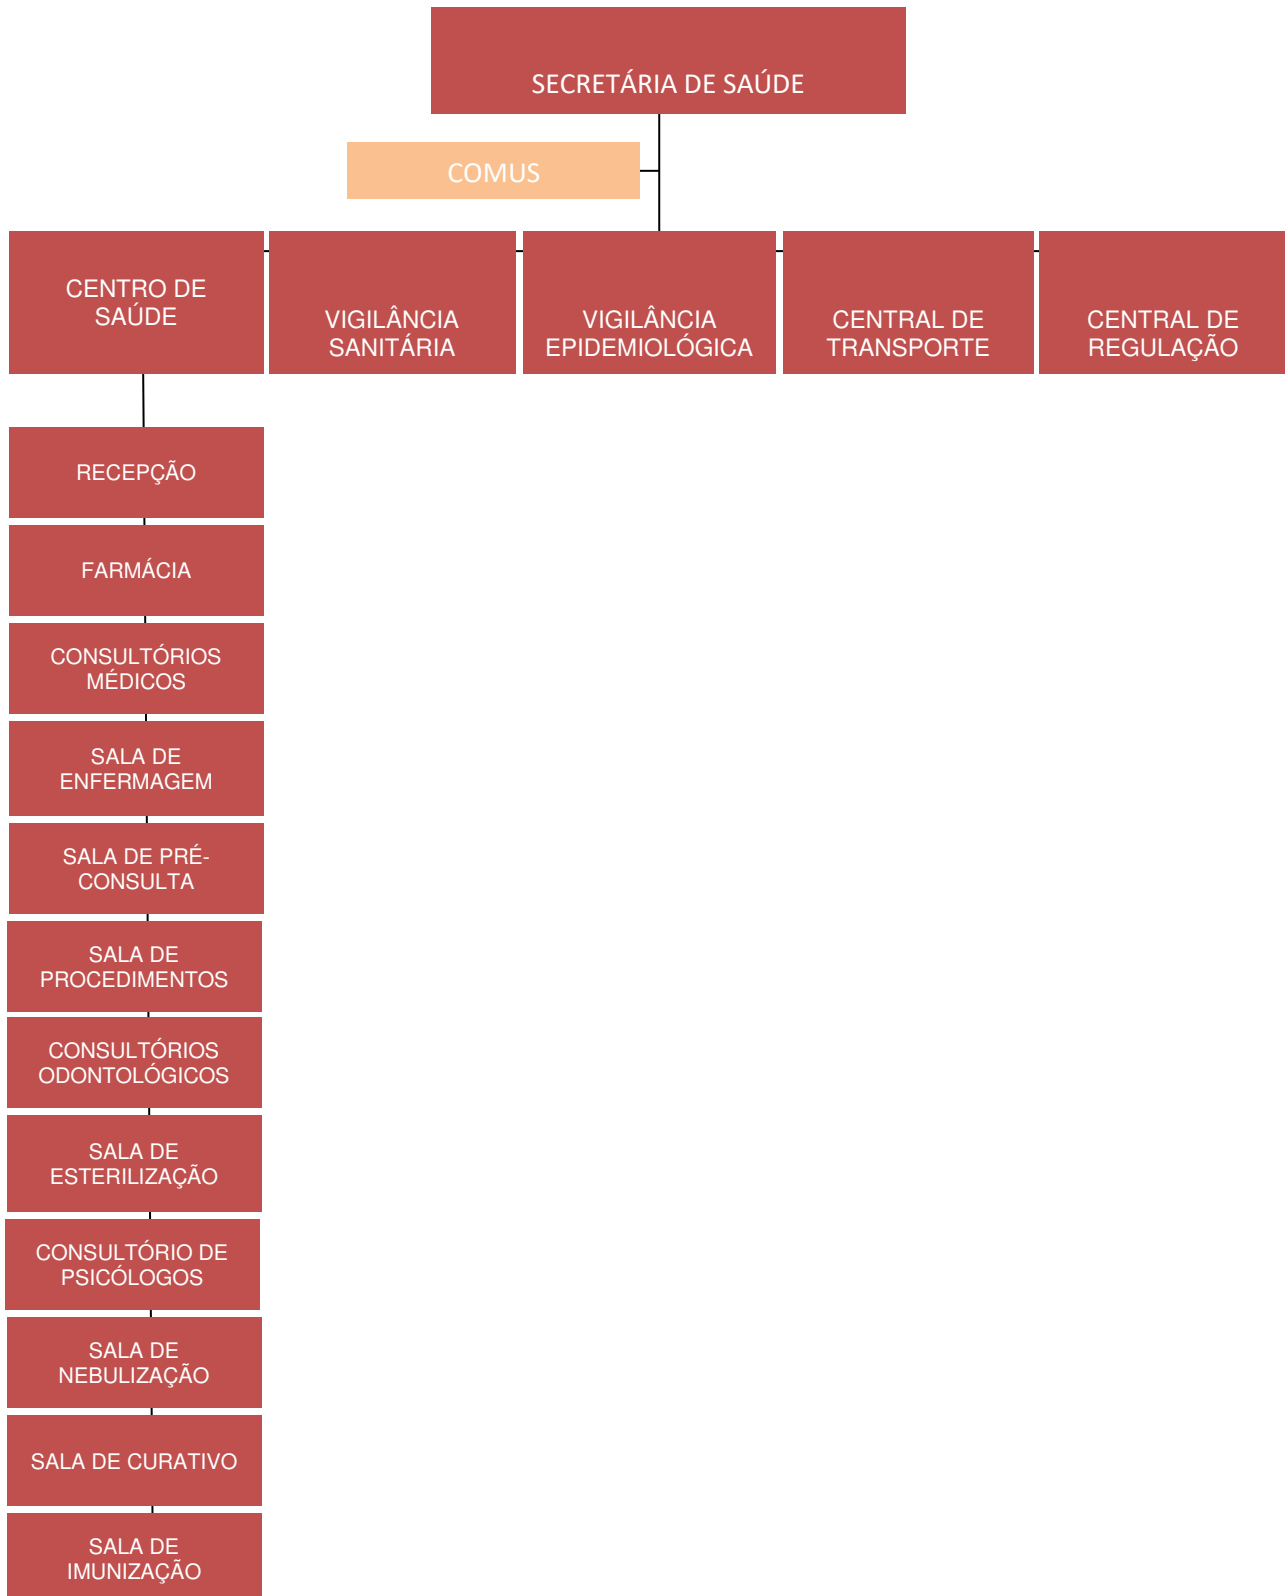 SECRETÁRIA DE SAÚDE
COMUS
CENTRO DE
SAÚDE
VIGILÂNCIA
SANITÁRIA
VIGILÂNCIA
EPIDEMIOLÓGICA
CENTRAL DE
TRANSPORTE
CENTRAL DE
REGULAÇÃO
RECEPÇÃO
FARMÁCIA
CONSULTÓRIOS
MÉDICOS
SALA DE
ENFERMAGEM
SALA DE PRÉ-
CONSULTA
SALA DE
PROCEDIMENTOS
CONSULTÓRIOS
ODONTOLÓGICOS
SALA DE
ESTERILIZAÇÃO
CONSULTÓRIO DE
PSICÓLOGOS
SALA DE
NEBULIZAÇÃO
SALA DE CURATIVO
SALA DE
IMUNIZAÇÃO